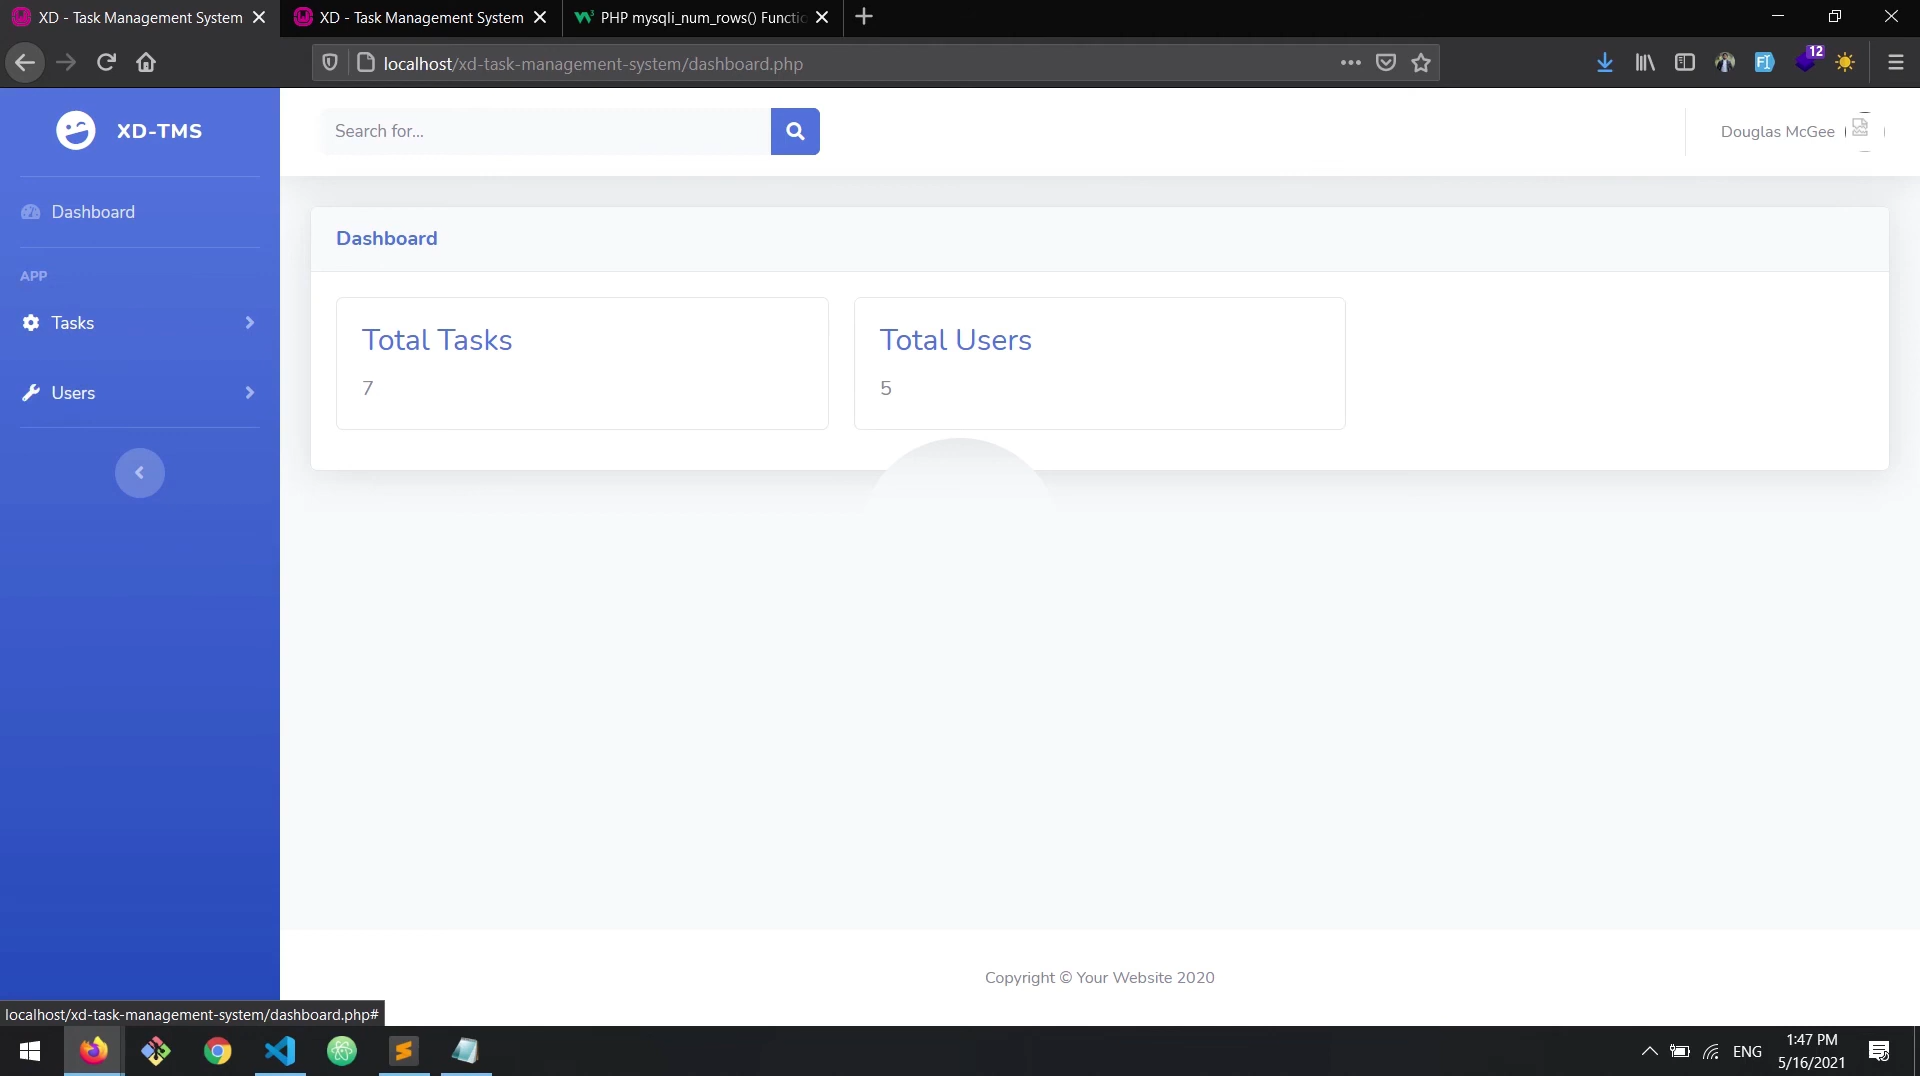 XD - Task Management System
XD - Task Management System
PHP mysqli_num_rows() Functio
localhost/xd-task-management-system/dashboard.php
12
XD-TMS
Search for...
Douglas McGee
Dashboard
Dashboard
APP
Tasks
Users
Total Tasks
7
Total Users
5
Copyright © Your Website 2020
localhost/xd-task-management-system/dashboard.php#
ENG
1:47 PM
5/16/2021